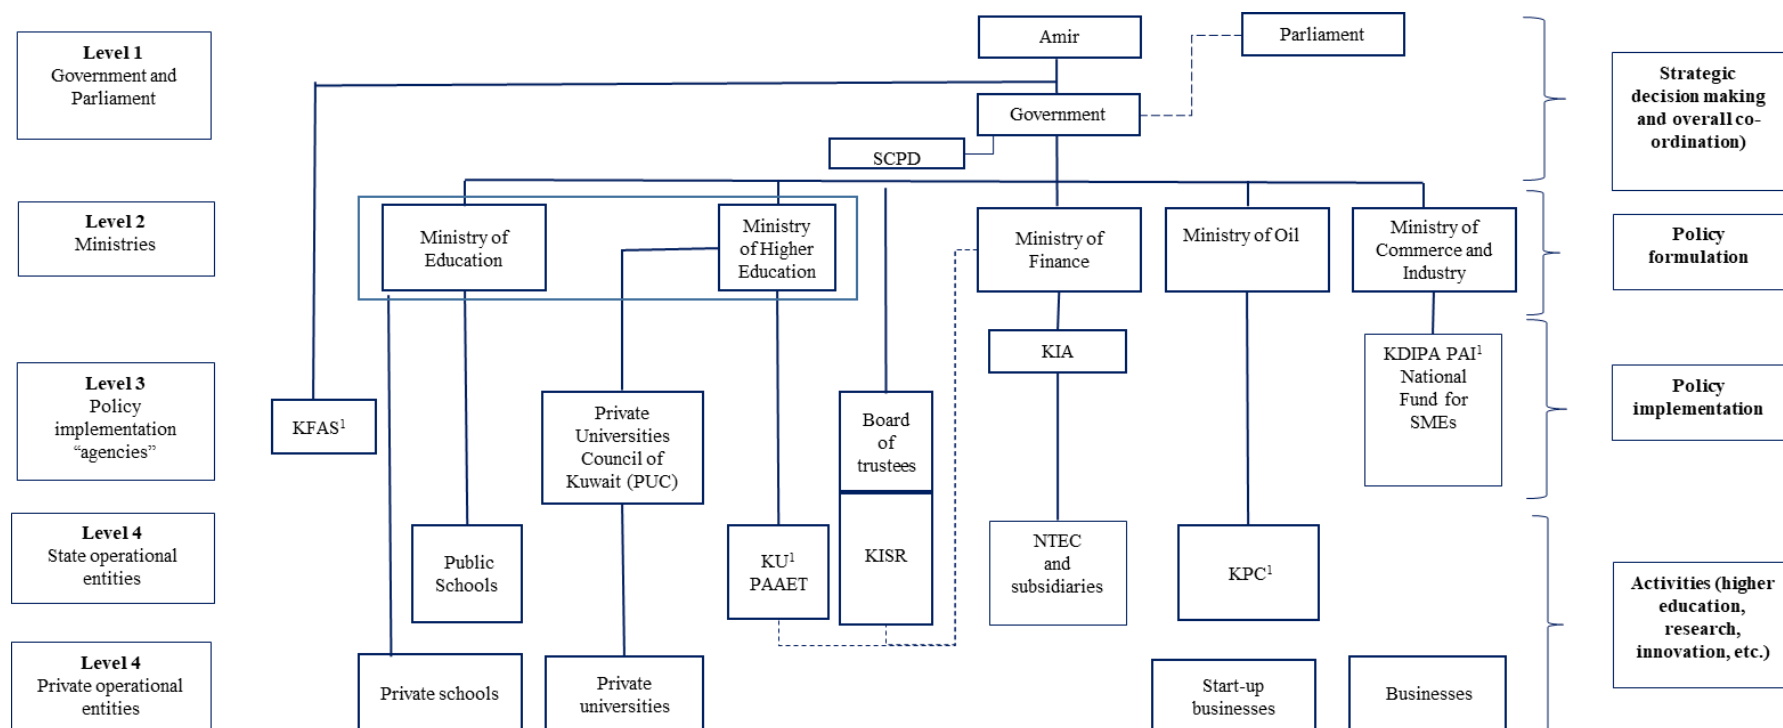 Level 1
Government and
Parliament
Amir
Parliament
Government
SCPD
Strategic
decision making
and overall co-
ordination)
Level 2
Ministries
Ministry of
Education
Ministry
of Higher
Education
Ministry of
Finance
Ministry of Oil
Ministry of
Commerce and
Industry
Policy
formulation
Level 3
Policy
implementation
“agencies”
KFAS¹
Private
Universities
Council of
Kuwait (PUC)
Board
of
trustees
KIA
KDIPA PAI¹
National
Fund for
SMEs
Policy
implementation
Level 4
State operational
entities
Public
Schools
KU¹
PAAET
KISR
NTEC
and
subsidiaries
KPC¹
Activities (higher
education,
research,
innovation, etc.)
Level 4
Private operational
entities
Private schools
Private
universities
Start-up
businesses
Businesses